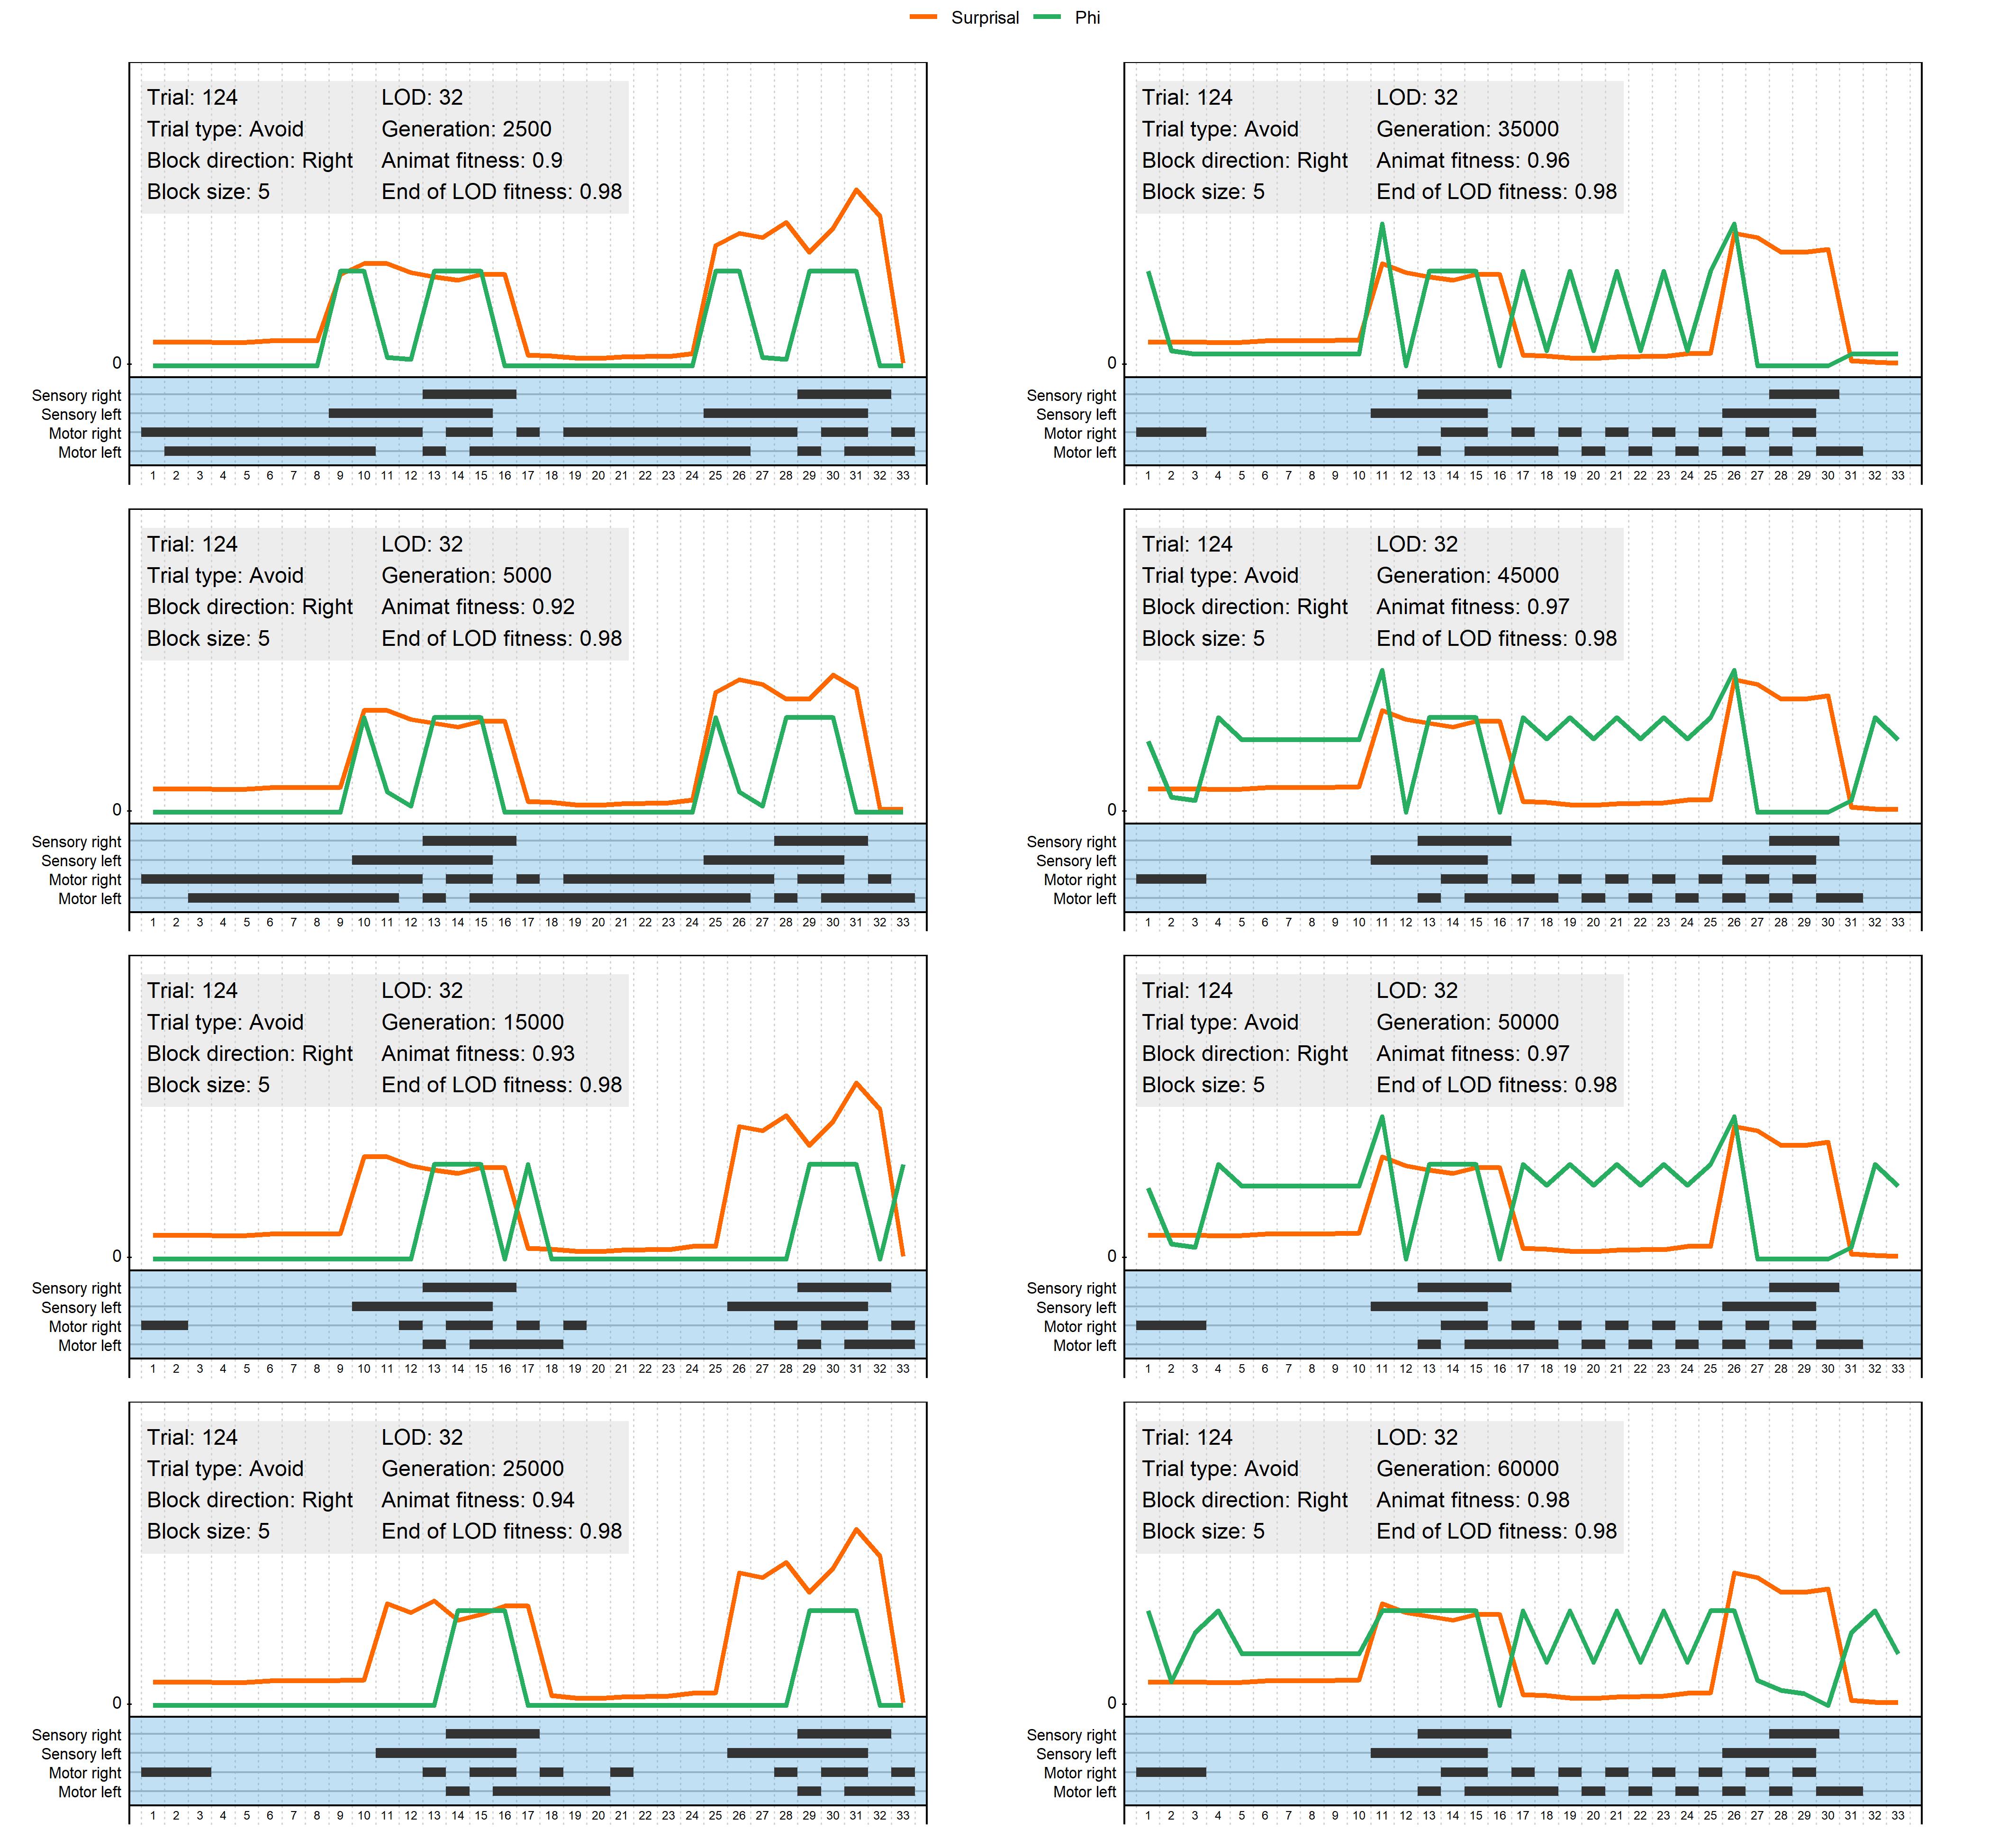 Surprisal Phi
Trial: 124 LOD: 32
Trial type: Avoid Generation: 2500
Block direction: Right Animat fitness: 0.9
Block size: 5 End of LOD fitness: 0.98
0
Sensory right
Sensory left
Motor right
Motor left
1 2 3 4 5 6 7 8 9 10 11 12 13 14 15 16 17 18 19 20 21 22 23 24 25 26 27 28 29 30 31 32 33
Trial: 124 LOD: 32
Trial type: Avoid Generation: 35000
Block direction: Right Animat fitness: 0.96
Block size: 5 End of LOD fitness: 0.98
0
Sensory right
Sensory left
Motor right
Motor left
1 2 3 4 5 6 7 8 9 10 11 12 13 14 15 16 17 18 19 20 21 22 23 24 25 26 27 28 29 30 31 32 33
Trial: 124 LOD: 32
Trial type: Avoid Generation: 5000
Block direction: Right Animat fitness: 0.92
Block size: 5 End of LOD fitness: 0.98
0
Sensory right
Sensory left
Motor right
Motor left
1 2 3 4 5 6 7 8 9 10 11 12 13 14 15 16 17 18 19 20 21 22 23 24 25 26 27 28 29 30 31 32 33
Trial: 124 LOD: 32
Trial type: Avoid Generation: 45000
Block direction: Right Animat fitness: 0.97
Block size: 5 End of LOD fitness: 0.98
0
Sensory right
Sensory left
Motor right
Motor left
1 2 3 4 5 6 7 8 9 10 11 12 13 14 15 16 17 18 19 20 21 22 23 24 25 26 27 28 29 30 31 32 33
Trial: 124 LOD: 32
Trial type: Avoid Generation: 15000
Block direction: Right Animat fitness: 0.93
Block size: 5 End of LOD fitness: 0.98
0
Sensory right
Sensory left
Motor right
Motor left
1 2 3 4 5 6 7 8 9 10 11 12 13 14 15 16 17 18 19 20 21 22 23 24 25 26 27 28 29 30 31 32 33
Trial: 124 LOD: 32
Trial type: Avoid Generation: 50000
Block direction: Right Animat fitness: 0.97
Block size: 5 End of LOD fitness: 0.98
0
Sensory right
Sensory left
Motor right
Motor left
1 2 3 4 5 6 7 8 9 10 11 12 13 14 15 16 17 18 19 20 21 22 23 24 25 26 27 28 29 30 31 32 33
Trial: 124 LOD: 32
Trial type: Avoid Generation: 25000
Block direction: Right Animat fitness: 0.94
Block size: 5 End of LOD fitness: 0.98
0
Sensory right
Sensory left
Motor right
Motor left
1 2 3 4 5 6 7 8 9 10 11 12 13 14 15 16 17 18 19 20 21 22 23 24 25 26 27 28 29 30 31 32 33
Trial: 124 LOD: 32
Trial type: Avoid Generation: 60000
Block direction: Right Animat fitness: 0.98
Block size: 5 End of LOD fitness: 0.98
0
Sensory right
Sensory left
Motor right
Motor left
1 2 3 4 5 6 7 8 9 10 11 12 13 14 15 16 17 18 19 20 21 22 23 24 25 26 27 28 29 30 31 32 33